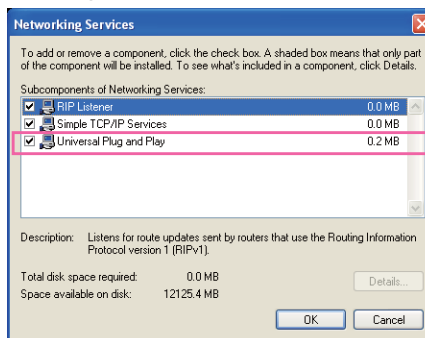 Networking Services
To add or remove a component, click the check box. A shaded box means that only part
of the component will be installed. To see what's included in a component, click Details.
Subcomponents of Networking Services:
RIP Listener 0.0 MB
Simple TCP/IP Services 0.0 MB
Universal Plug and Play 0.2 MB
Description: Listens for route updates sent by routers that use the Routing Information
Protocol version 1 (RIPv1).
Total disk space required: 0.0 MB
Details...
Space available on disk: 12125.4 MB
OK Cancel